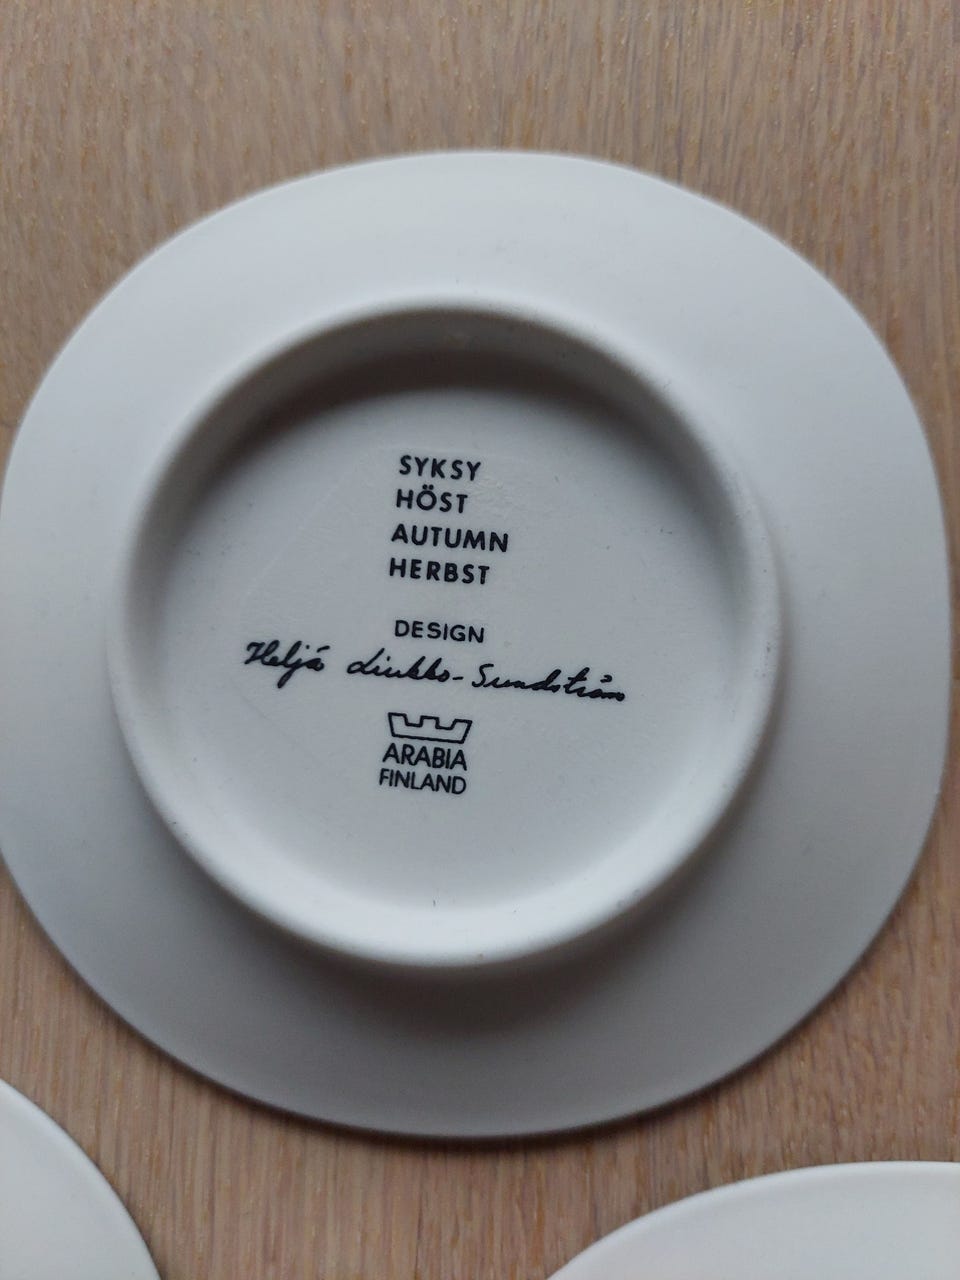 SYKSY
HÖST
AUTUMN
HERBST
DESIGN
Heljä Liukko-Sundström
ARABIA
FINLAND